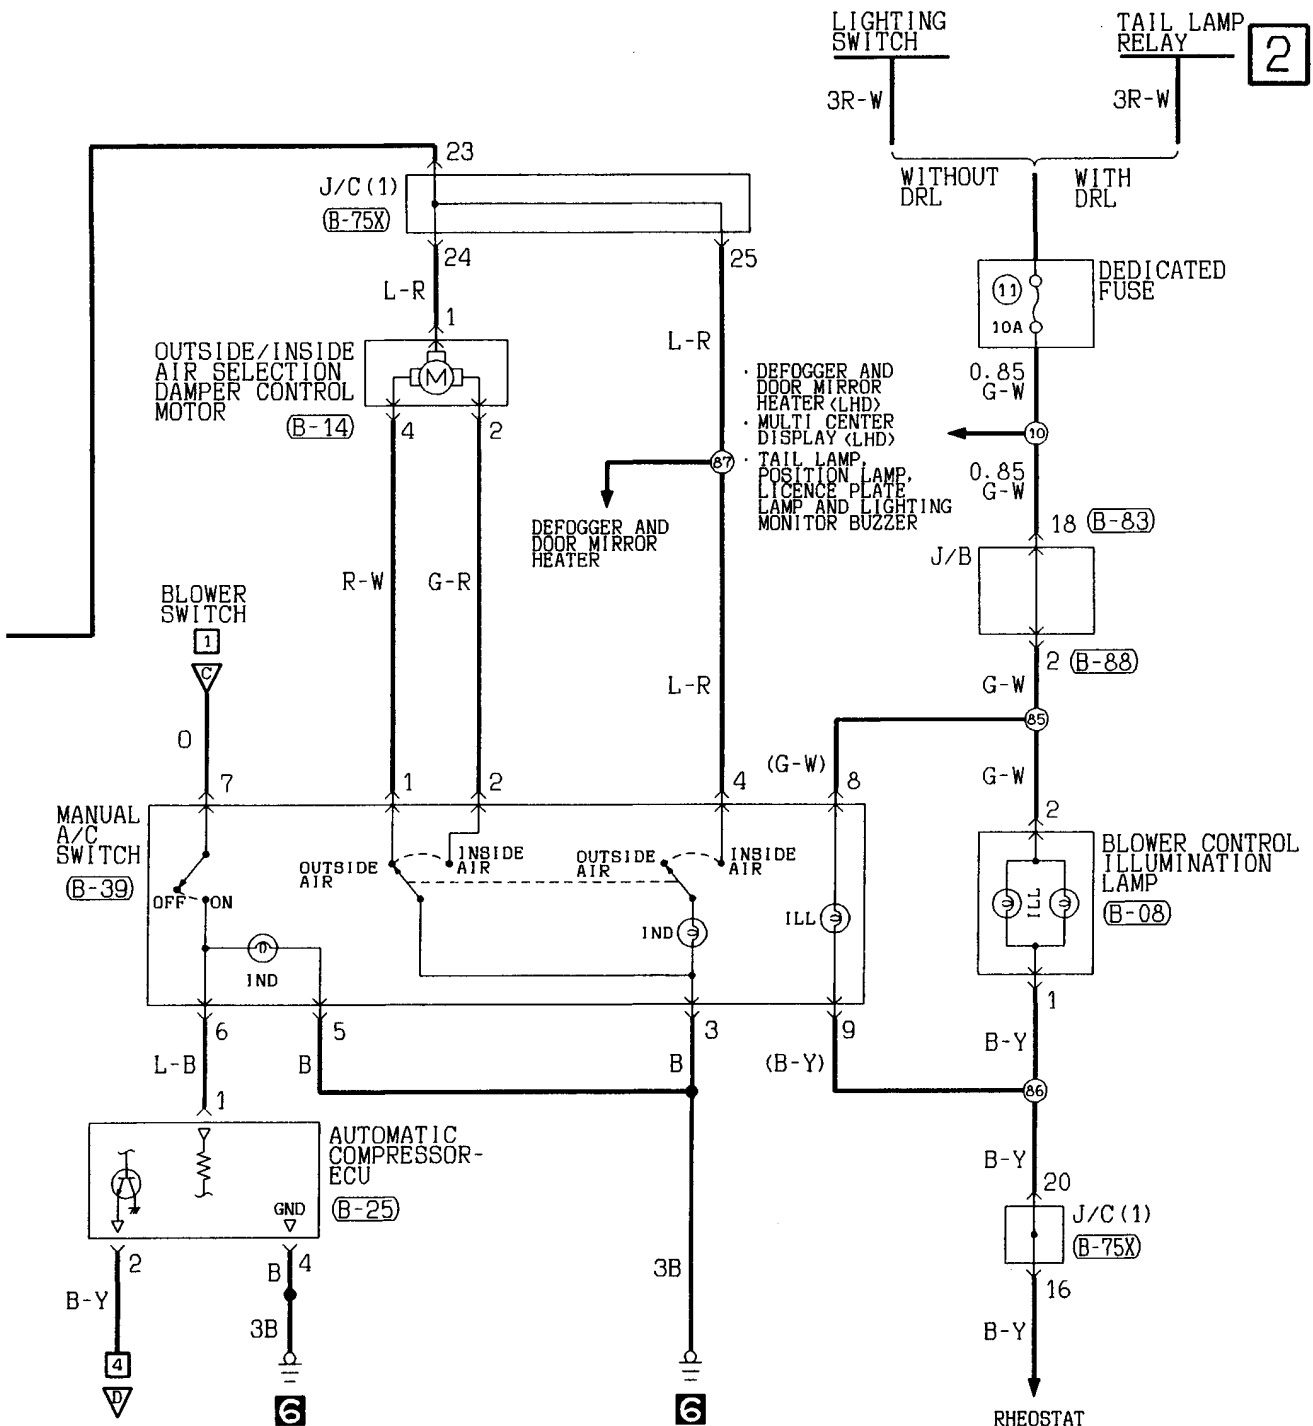 LIGHTING
SWITCH
TAIL LAMP
RELAY
2
3R-W
3R-W
WITHOUT
DRL
WITH
DRL
23
J/C(1)
B-75X
24
25
L-R
1
L-R
DEDICATED
FUSE
11
10A
OUTSIDE/INSIDE
AIR SELECTION
DAMPER CONTROL
MOTOR
M
B-14
4
2
0.85
G-W
10
0.85
G-W
· DEFOGGER AND
DOOR MIRROR
HEATER<LHD>
· MULTI CENTER
DISPLAY<LHD>
· TAIL LAMP,
POSITION LAMP,
LICENCE PLATE
LAMP AND LIGHTING
MONITOR BUZZER
87
DEFOGGER AND
DOOR MIRROR
HEATER
18
B-83
J/B
R-W
G-R
BLOWER
SWITCH
1
C
L-R
2
B-88
G-W
85
O
(G-W)
G-W
7
1
2
4
8
2
MANUAL
A/C
SWITCH
B-39
OFF
ON
IND
OUTSIDE
AIR
INSIDE
AIR
OUTSIDE
AIR
INSIDE
AIR
IND
ILL
BLOWER CONTROL
ILLUMINATION
LAMP
B-08
ILL
6
5
3
9
1
L-B
B
B
(B-Y)
B-Y
86
1
AUTOMATIC
COMPRESSOR-
ECU
B-25
GND
B-Y
20
J/C(1)
B-75X
2
4
B
B-Y
3B
3B
16
B-Y
4
D
6
6
RHEOSTAT